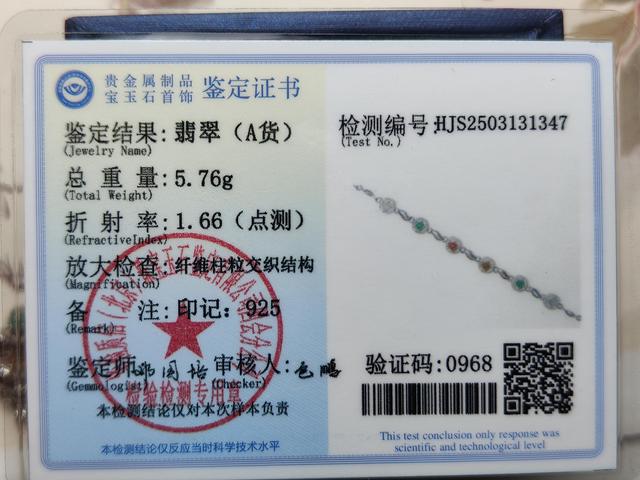 贵金属制品
宝玉石首饰 鉴定证书
鉴定结果: 翡翠（A货）
(Jewelry Name)
检测编号: HJS2503131347
(Test No.)
总 重 量: 5.76g
(Total Weight)
折 射 率: 1.66（点测）
(RefractiveIndex)
放大检查: 纤维柱粒交织结构
(Magnification)
备 注: 印记: 925
(Remark)
鉴定师
(Gemmologist)
审核人:
(Checker)
检验检测专用章
本检测结论仅对本次样本负责
本检测结论仅反应当时科学技术水平
验证码: 0968
This test conclusion only response was
scientific and technological level